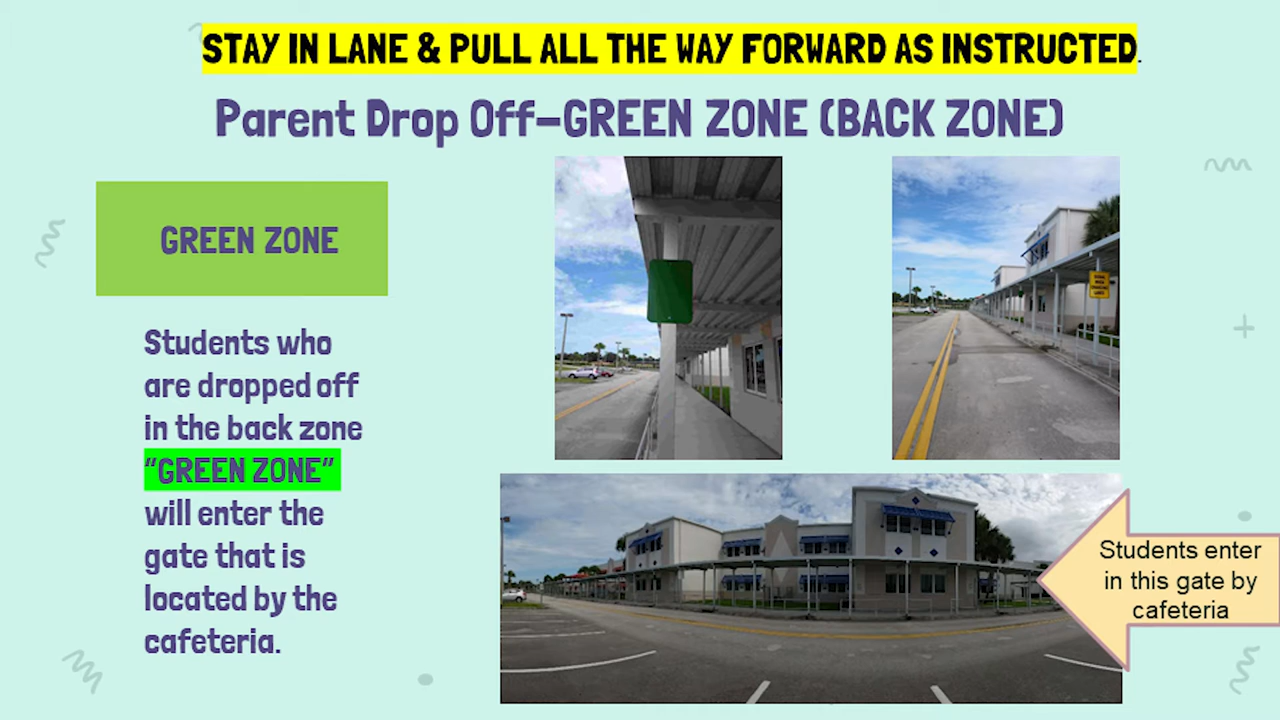 STAY IN LANE & PULL ALL THE WAY FORWARD AS INSTRUCTED.
Parent Drop Off-GREEN ZONE (BACK ZONE)
GREEN ZONE
Students who
are dropped off
in the back zone
"GREEN ZONE"
will enter the
gate that is
located by the
cafeteria.
Students enter
in this gate by
cafeteria